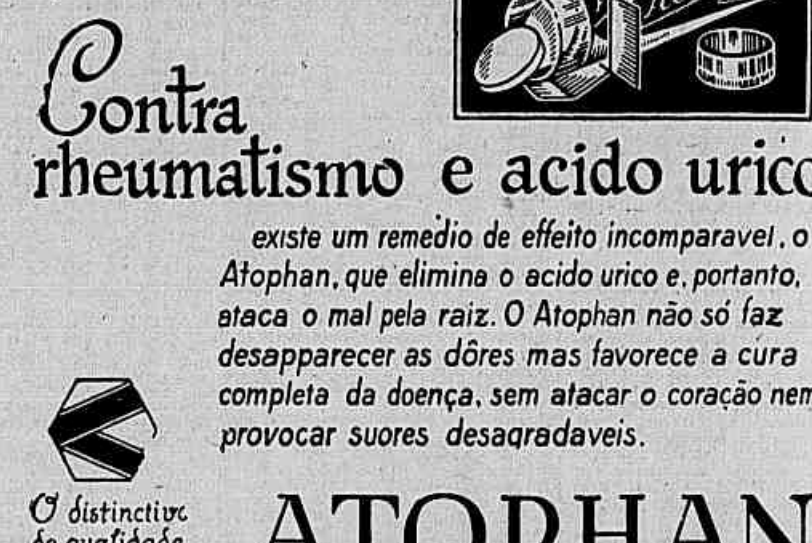 Contra
rheumatismo e acido urico
existe um remedio de effeito incomparavel, o
Atophan, que elimina o acido urico e, portanto,
ataca o mal pela raiz. O Atophan não só faz
desapparecer as dôres mas favorece a cura
completa da doença, sem atacar o coração nem
provocar suores desagradaveis.
O distinctivo
de qualidade
ATOPHAN